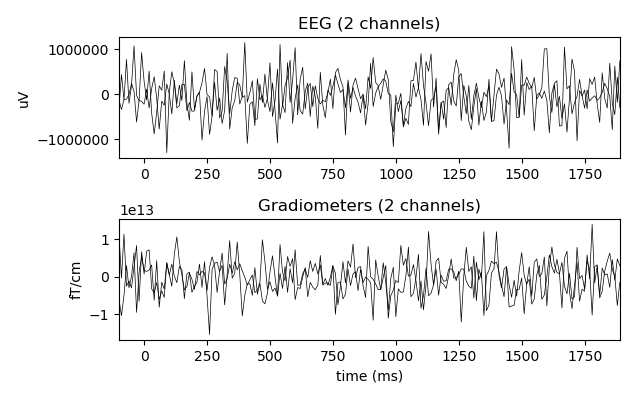 EEG (2 channels)
1000000
0
−1000000
uV
0 250 500 750 1000 1250 1500 1750
1e13
Gradiometers (2 channels)
1
0
−1
fT/cm
0 250 500 750 1000 1250 1500 1750
time (ms)